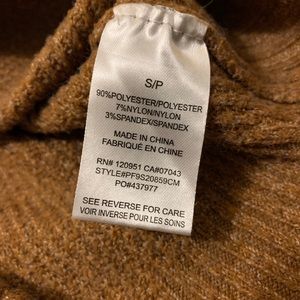 S/P
90%POLYESTER/POLYESTER
7%NYLON/NYLON
3%SPANDEX/SPANDEX
MADE IN CHINA
FABRIQUÉ EN CHINE
RN# 120951 CA#07043
STYLE#PF9S20859CM
PO#437977
SEE REVERSE FOR CARE
VOIR INVERSE POUR LES SOINS